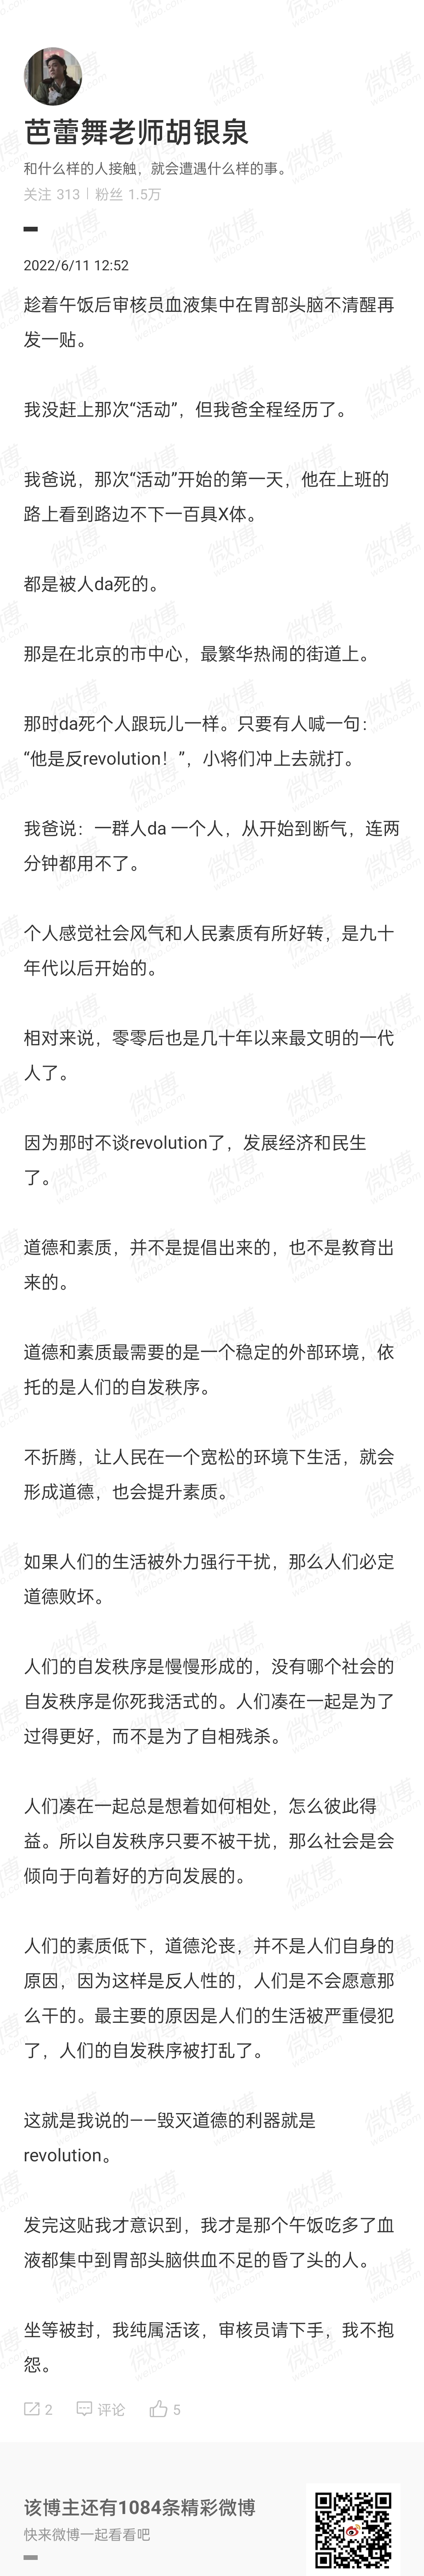 芭蕾舞老师胡银泉
和什么样的人接触，就会遭遇什么样的事。
关注 313 | 粉丝 1.5万
2022/6/11 12:52
趁着午饭后审核员血液集中在胃部头脑不清醒再
发一贴。
我没赶上那次“活动”，但我爸全程经历了。
我爸说，那次“活动”开始的第一天，他在上班的
路上看到路边不下一百具X体。
都是被人da死的。
那是在北京的市中心，最繁华热闹的街道上。
那时da死个人跟玩儿一样。只要有人喊一句：
“他是反revolution！”，小将们冲上去就打。
我爸说：一群人da 一个人，从开始到断气，连两
分钟都用不了。
个人感觉社会风气和人民素质有所好转，是九十
年代以后开始的。
相对来说，零零后也是几十年以来最文明的一代
人了。
因为那时不谈revolution了，发展经济和民生
了。
道德和素质，并不是提倡出来的，也不是教育出
来的。
道德和素质最需要的是一个稳定的外部环境，依
托的是人们的自发秩序。
不折腾，让人民在一个宽松的环境下生活，就会
形成道德，也会提升素质。
如果人们的生活被外力强行干扰，那么人们必定
道德败坏。
人们的自发秩序是慢慢形成的，没有哪个社会的
自发秩序是你死我活式的。人们凑在一起是为了
过得更好，而不是为了自相残杀。
人们凑在一起总是想着如何相处，怎么彼此得
益。所以自发秩序只要不被干扰，那么社会是会
倾向于向着好的方向发展的。
人们的素质低下，道德沦丧，并不是人们自身的
原因，因为这样是反人性的，人们是不会愿意那
么干的。最主要的原因是人们的生活被严重侵犯
了，人们的自发秩序被打乱了。
这就是我说的——毁灭道德的利器就是
revolution。
发完这贴我才意识到，我才是那个午饭吃多了血
液都集中到胃部头脑供血不足的昏了头的人。
坐等被封，我纯属活该，审核员请下手，我不抱
怨。
2 评论 5
该博主还有1084条精彩微博
快来微博一起看看吧
微博
weibo.com